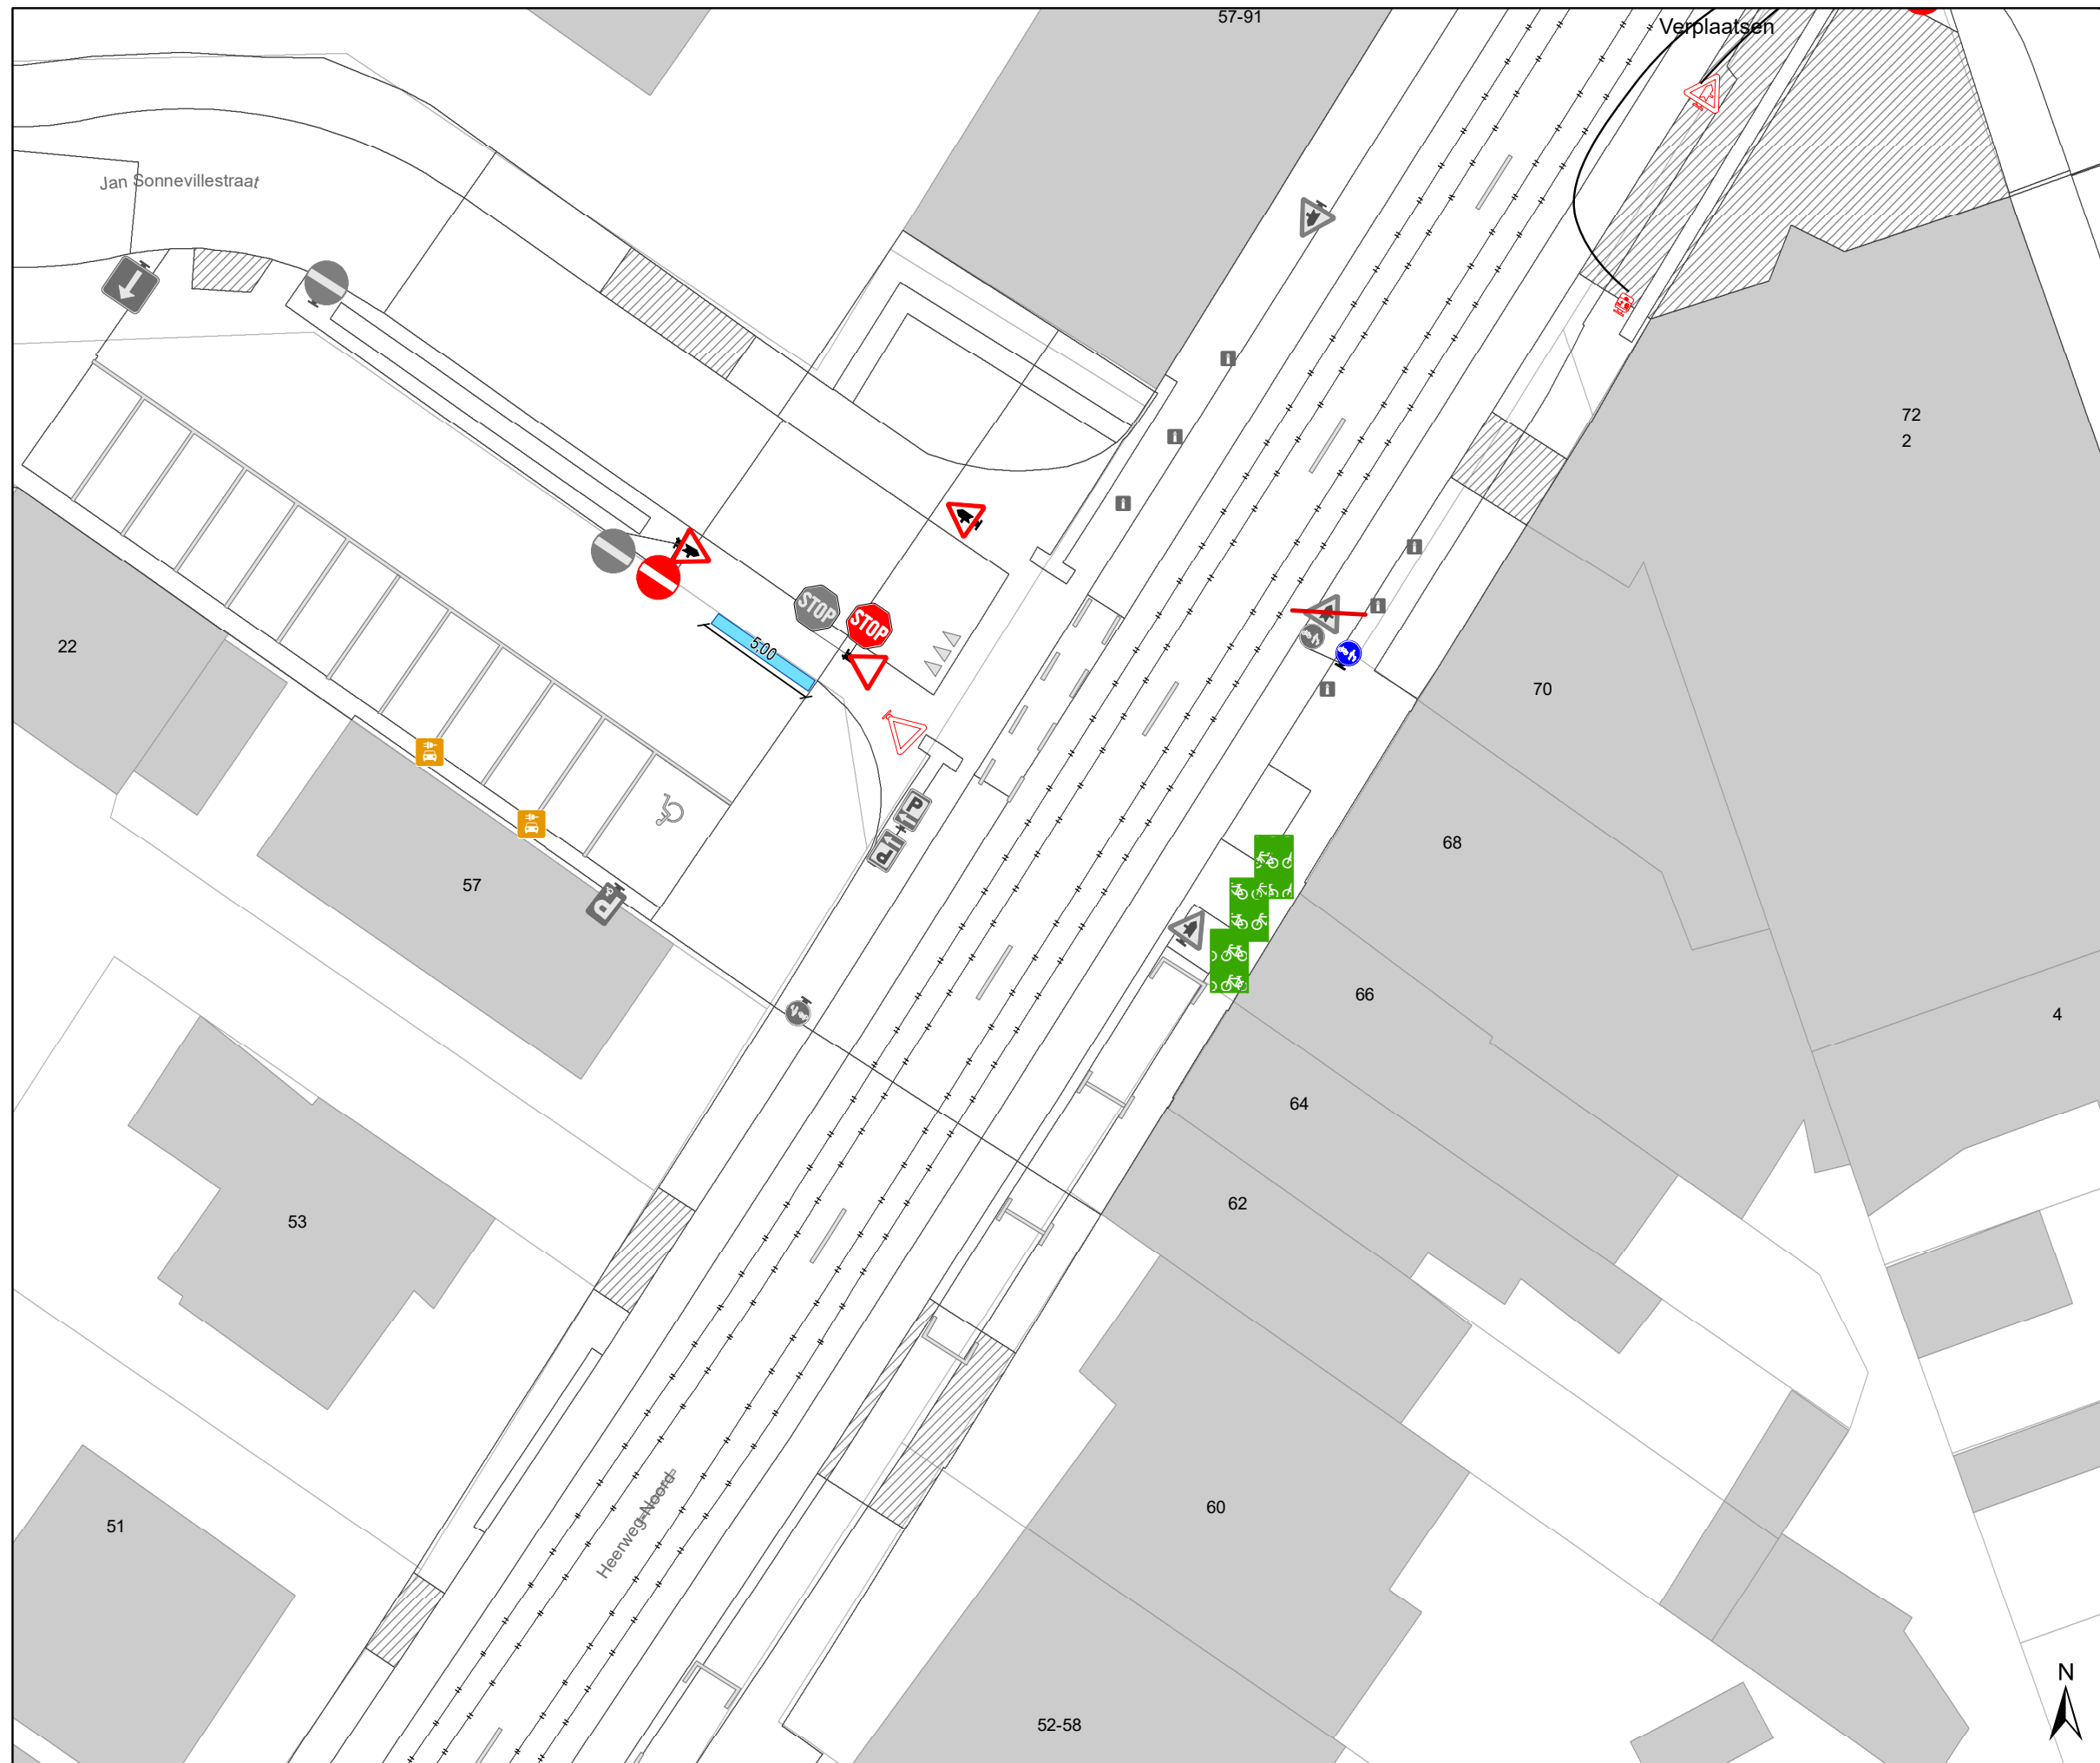 57-91
Verplaatsen
Jan Sonnevillestraat
72
2
STOP
STOP
5.00
22
70
P
P
68
57
P
66
4
64
62
53
Heerweg-Noord
60
51
N
52-58